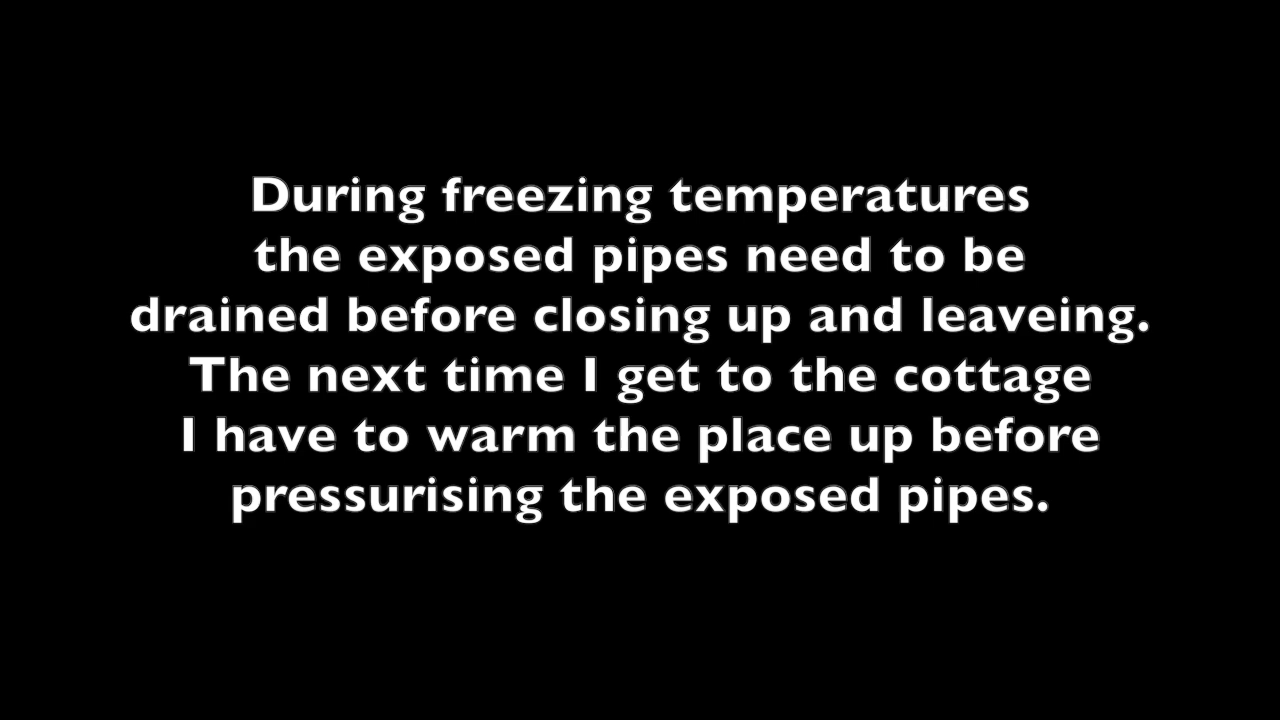 During freezing temperatures
the exposed pipes need to be
drained before closing up and leaveing.
The next time I get to the cottage
I have to warm the place up before
pressurising the exposed pipes.